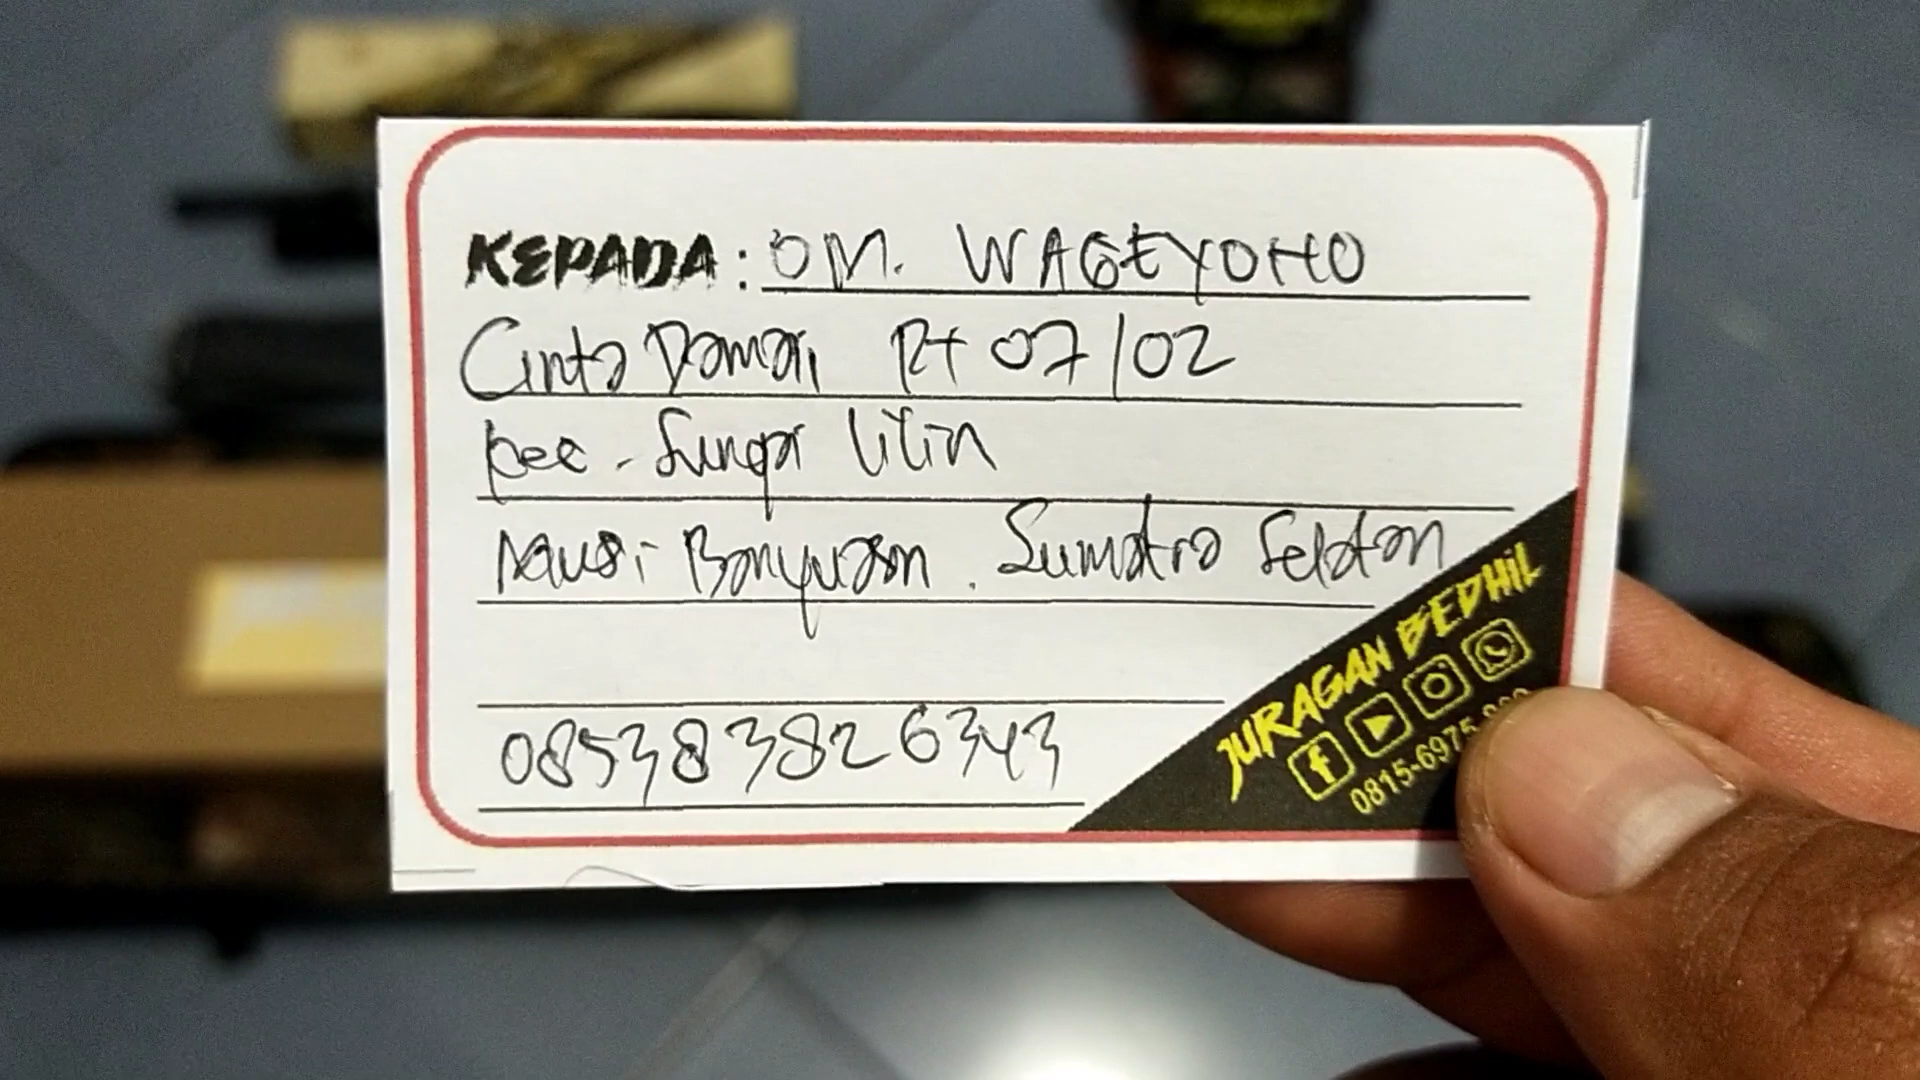 KEPADA: OM. WAGEYOHO
Cinta Damai Rt 07/02
kec. Sungai Lilin
Musi Banyuasin. Sumatra Selatan
085383826343
JURAGAN BEDHIL
0815-6975-